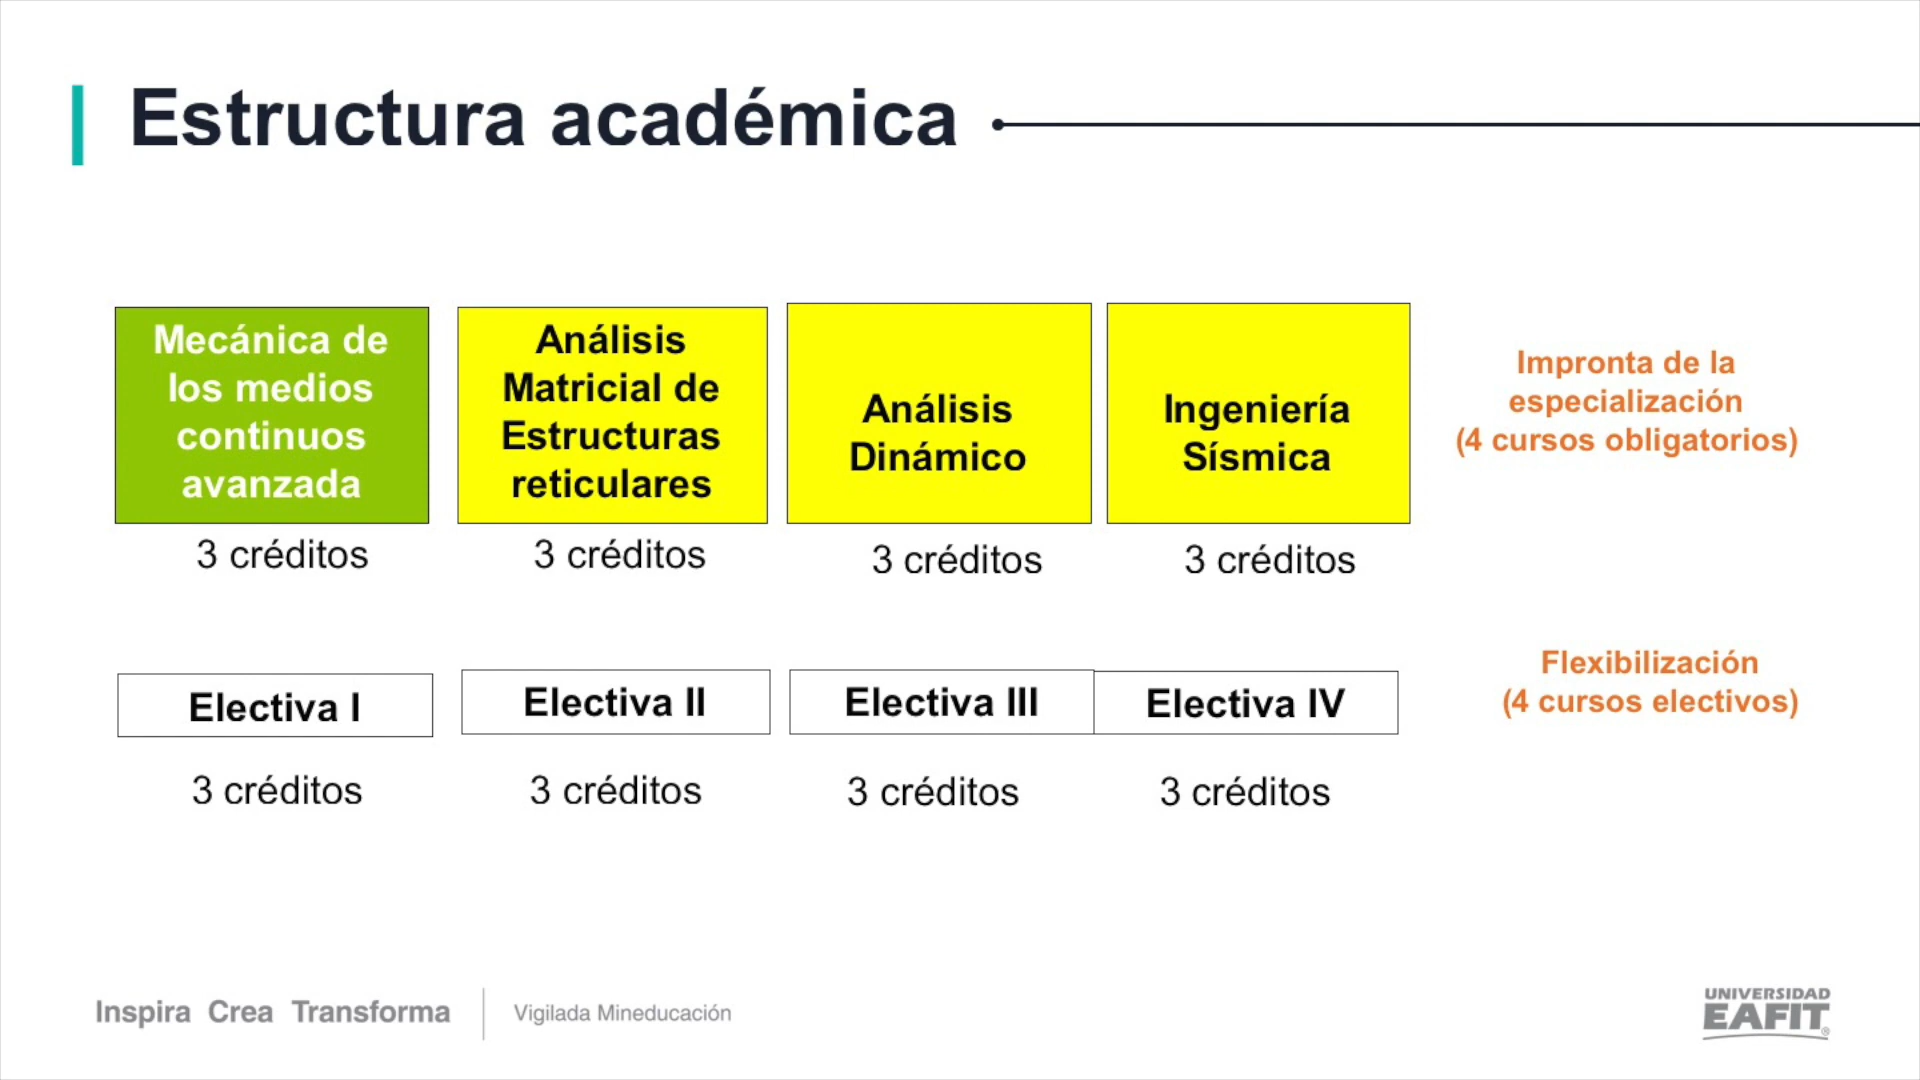 Estructura académica
Mecánica de
los medios
continuos
avanzada
3 créditos
Análisis
Matricial de
Estructuras
reticulares
3 créditos
Análisis
Dinámico
3 créditos
Ingeniería
Sísmica
3 créditos
Impronta de la
especialización
(4 cursos obligatorios)
Electiva I
3 créditos
Electiva II
3 créditos
Electiva III
3 créditos
Electiva IV
3 créditos
Flexibilización
(4 cursos electivos)
Inspira Crea Transforma
Vigilada Mineducación
UNIVERSIDAD
EAFIT®